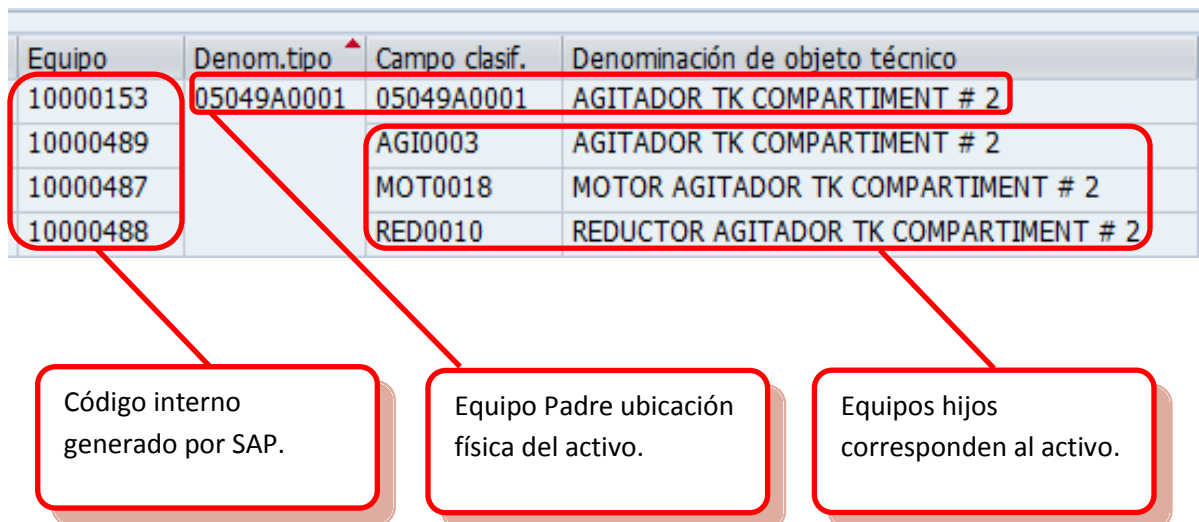 Equipo Denom.tipo Campo clasif. Denominación de objeto técnico
10000153 05049A0001 05049A0001 AGITADOR TK COMPARTIMENT # 2
10000489 AGI0003 AGITADOR TK COMPARTIMENT # 2
10000487 MOT0018 MOTOR AGITADOR TK COMPARTIMENT # 2
10000488 RED0010 REDUCTOR AGITADOR TK COMPARTIMENT # 2
Código interno
generado por SAP.
Equipo Padre ubicación
física del activo.
Equipos hijos
corresponden al activo.